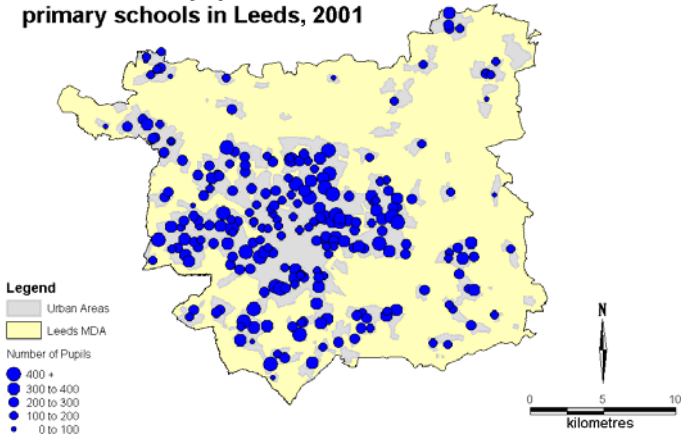 primary schools in Leeds, 2001
Legend
Urban Areas
Leeds MDA
Number of Pupils
400 +
300 to 400
200 to 300
100 to 200
0 to 100
N
0 5 10
kilometres